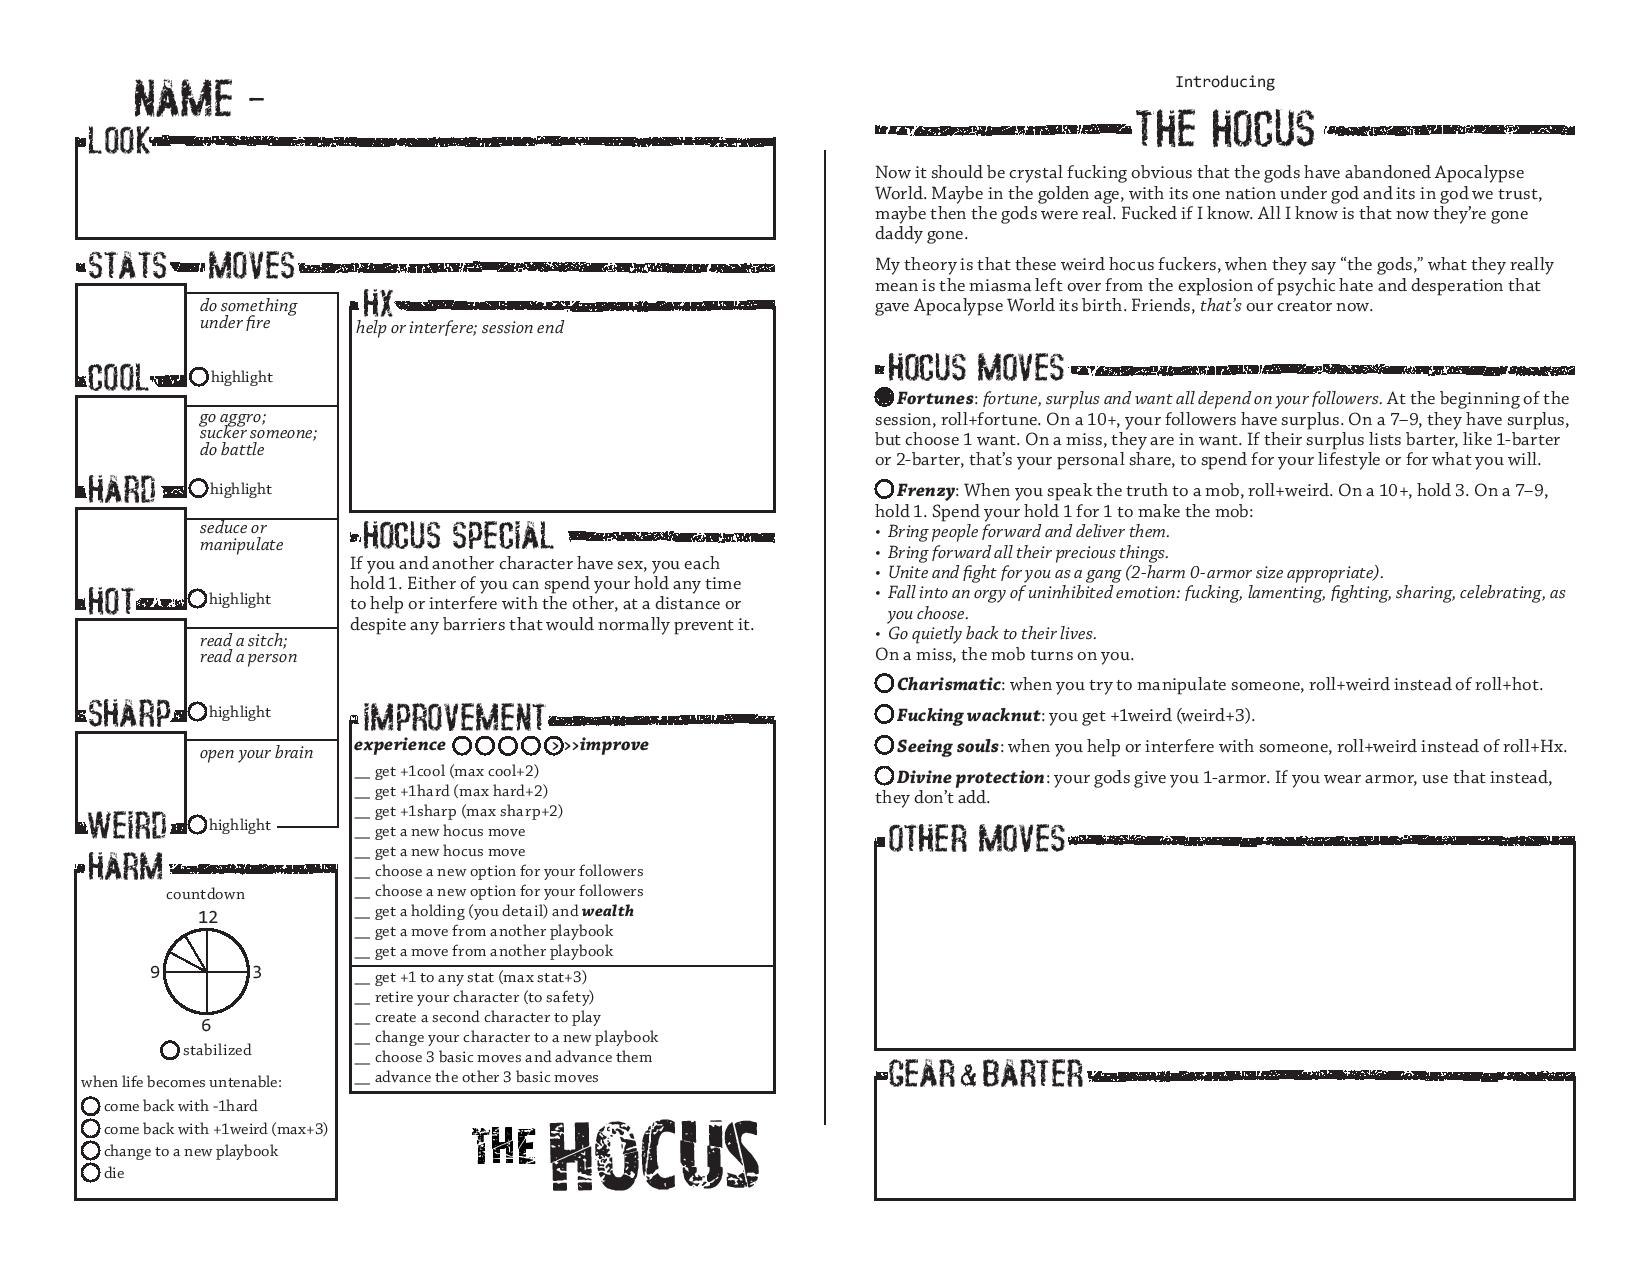 NAME -
LOOK
STATS MOVES
do something
under fire
COOL
highlight
go aggro;
sucker someone;
do battle
HARD
highlight
seduce or
manipulate
HOT
highlight
read a sitch;
read a person
SHARP
highlight
open your brain
WEIRD
highlight
HARM
countdown
12
9
3
6
stabilized
when life becomes untenable:
come back with -1hard
come back with +1weird (max+3)
change to a new playbook
die
HX
help or interfere; session end
HOCUS SPECIAL
If you and another character have sex, you each
hold 1. Either of you can spend your hold any time
to help or interfere with the other, at a distance or
despite any barriers that would normally prevent it.
IMPROVEMENT
experience >>>improve
__ get +1cool (max cool+2)
__ get +1hard (max hard+2)
__ get +1sharp (max sharp+2)
__ get a new hocus move
__ get a new hocus move
__ choose a new option for your followers
__ choose a new option for your followers
__ get a holding (you detail) and wealth
__ get a move from another playbook
__ get a move from another playbook
__ get +1 to any stat (max stat+3)
__ retire your character (to safety)
__ create a second character to play
__ change your character to a new playbook
__ choose 3 basic moves and advance them
__ advance the other 3 basic moves
THE HOCUS
Introducing
THE HOCUS
Now it should be crystal fucking obvious that the gods have abandoned Apocalypse
World. Maybe in the golden age, with its one nation under god and its in god we trust,
maybe then the gods were real. Fucked if I know. All I know is that now they’re gone
daddy gone.
My theory is that these weird hocus fuckers, when they say “the gods,” what they really
mean is the miasma left over from the explosion of psychic hate and desperation that
gave Apocalypse World its birth. Friends, that’s our creator now.
HOCUS MOVES
Fortunes: fortune, surplus and want all depend on your followers. At the beginning of the
session, roll+fortune. On a 10+, your followers have surplus. On a 7–9, they have surplus,
but choose 1 want. On a miss, they are in want. If their surplus lists barter, like 1-barter
or 2-barter, that’s your personal share, to spend for your lifestyle or for what you will.
Frenzy: When you speak the truth to a mob, roll+weird. On a 10+, hold 3. On a 7–9,
hold 1. Spend your hold 1 for 1 to make the mob:
• Bring people forward and deliver them.
• Bring forward all their precious things.
• Unite and fight for you as a gang (2-harm 0-armor size appropriate).
• Fall into an orgy of uninhibited emotion: fucking, lamenting, fighting, sharing, celebrating, as
you choose.
• Go quietly back to their lives.
On a miss, the mob turns on you.
Charismatic: when you try to manipulate someone, roll+weird instead of roll+hot.
Fucking wacknut: you get +1weird (weird+3).
Seeing souls: when you help or interfere with someone, roll+weird instead of roll+Hx.
Divine protection: your gods give you 1-armor. If you wear armor, use that instead,
they don’t add.
OTHER MOVES
GEAR & BARTER